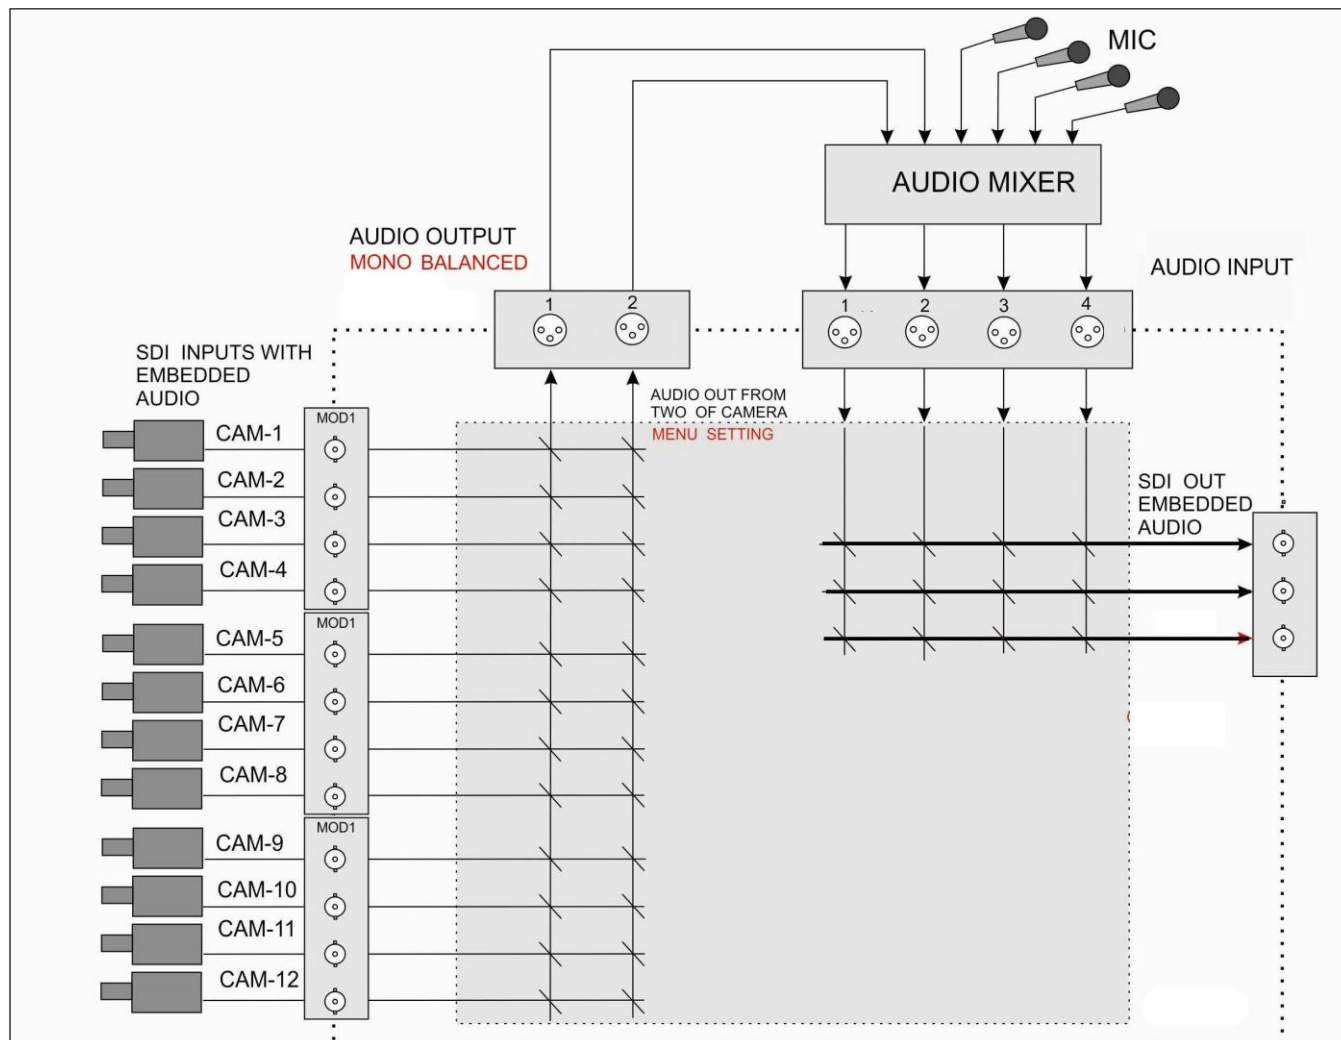 MIC
AUDIO MIXER
AUDIO OUTPUT
MONO BALANCED
AUDIO INPUT
1 2
1 2 3 4
SDI INPUTS WITH
EMBEDDED
AUDIO
AUDIO OUT FROM
TWO OF CAMERA
MENU SETTING
MOD1
CAM-1
CAM-2
CAM-3
CAM-4
SDI OUT
EMBEDDED
AUDIO
MOD1
CAM-5
CAM-6
CAM-7
CAM-8
MOD1
CAM-9
CAM-10
CAM-11
CAM-12